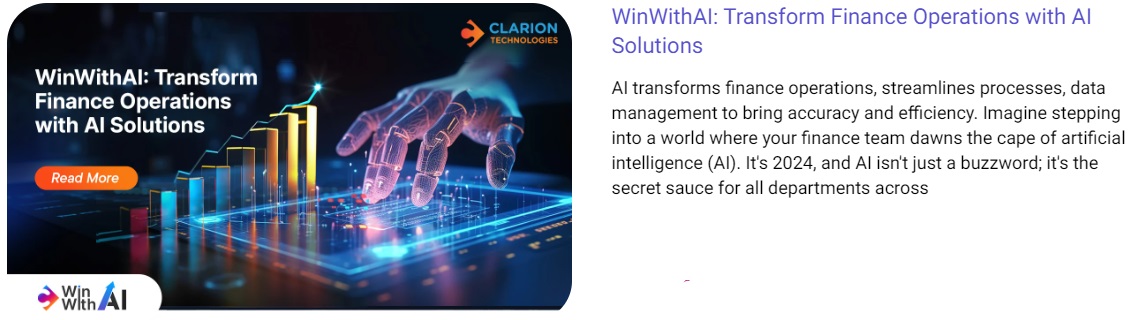 CLARION
TECHNOLOGIES
WinWithAI: Transform
Finance Operations
with AI Solutions
Read More
Win
With AI
WinWithAI: Transform Finance Operations with AI
Solutions
AI transforms finance operations, streamlines processes, data
management to bring accuracy and efficiency. Imagine stepping
into a world where your finance team dawns the cape of artificial
intelligence (AI). It's 2024, and AI isn't just a buzzword; it's the
secret sauce for all departments across